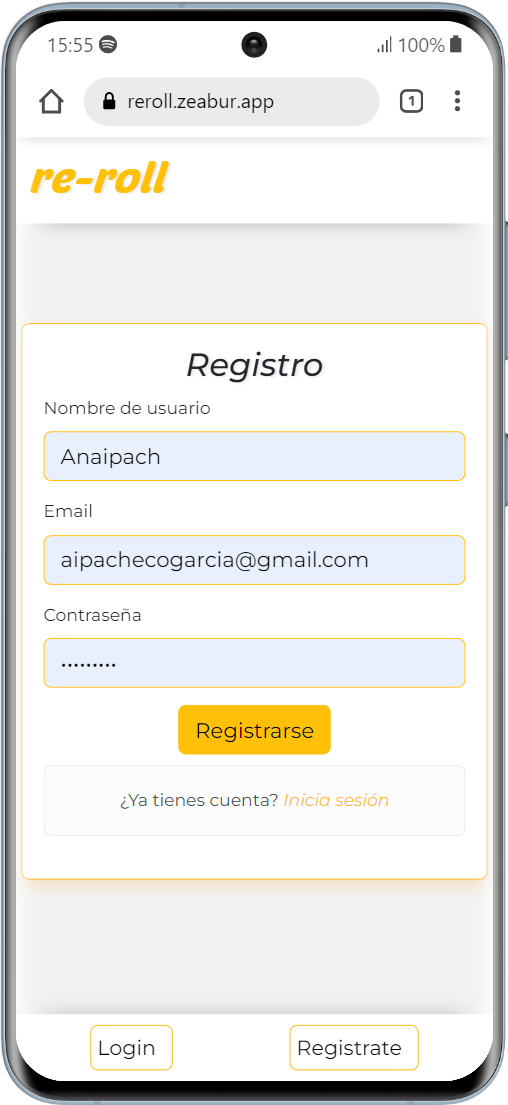 15:55 100%
reroll.zeabur.app 1
re-roll
Registro
Nombre de usuario
Anaipach
Email
aipachecogarcia@gmail.com
Contraseña
•••••••••
Registrarse
¿Ya tienes cuenta? Inicia sesión
Login Registrate